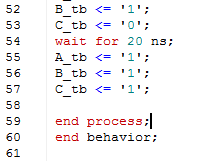 52 B_tb <= '1';
53 C_tb <= '0';
54 wait for 20 ns;
55 A_tb <= '1';
56 B_tb <= '1';
57 C_tb <= '1';
58
59 end process;
60 end behavior;
61